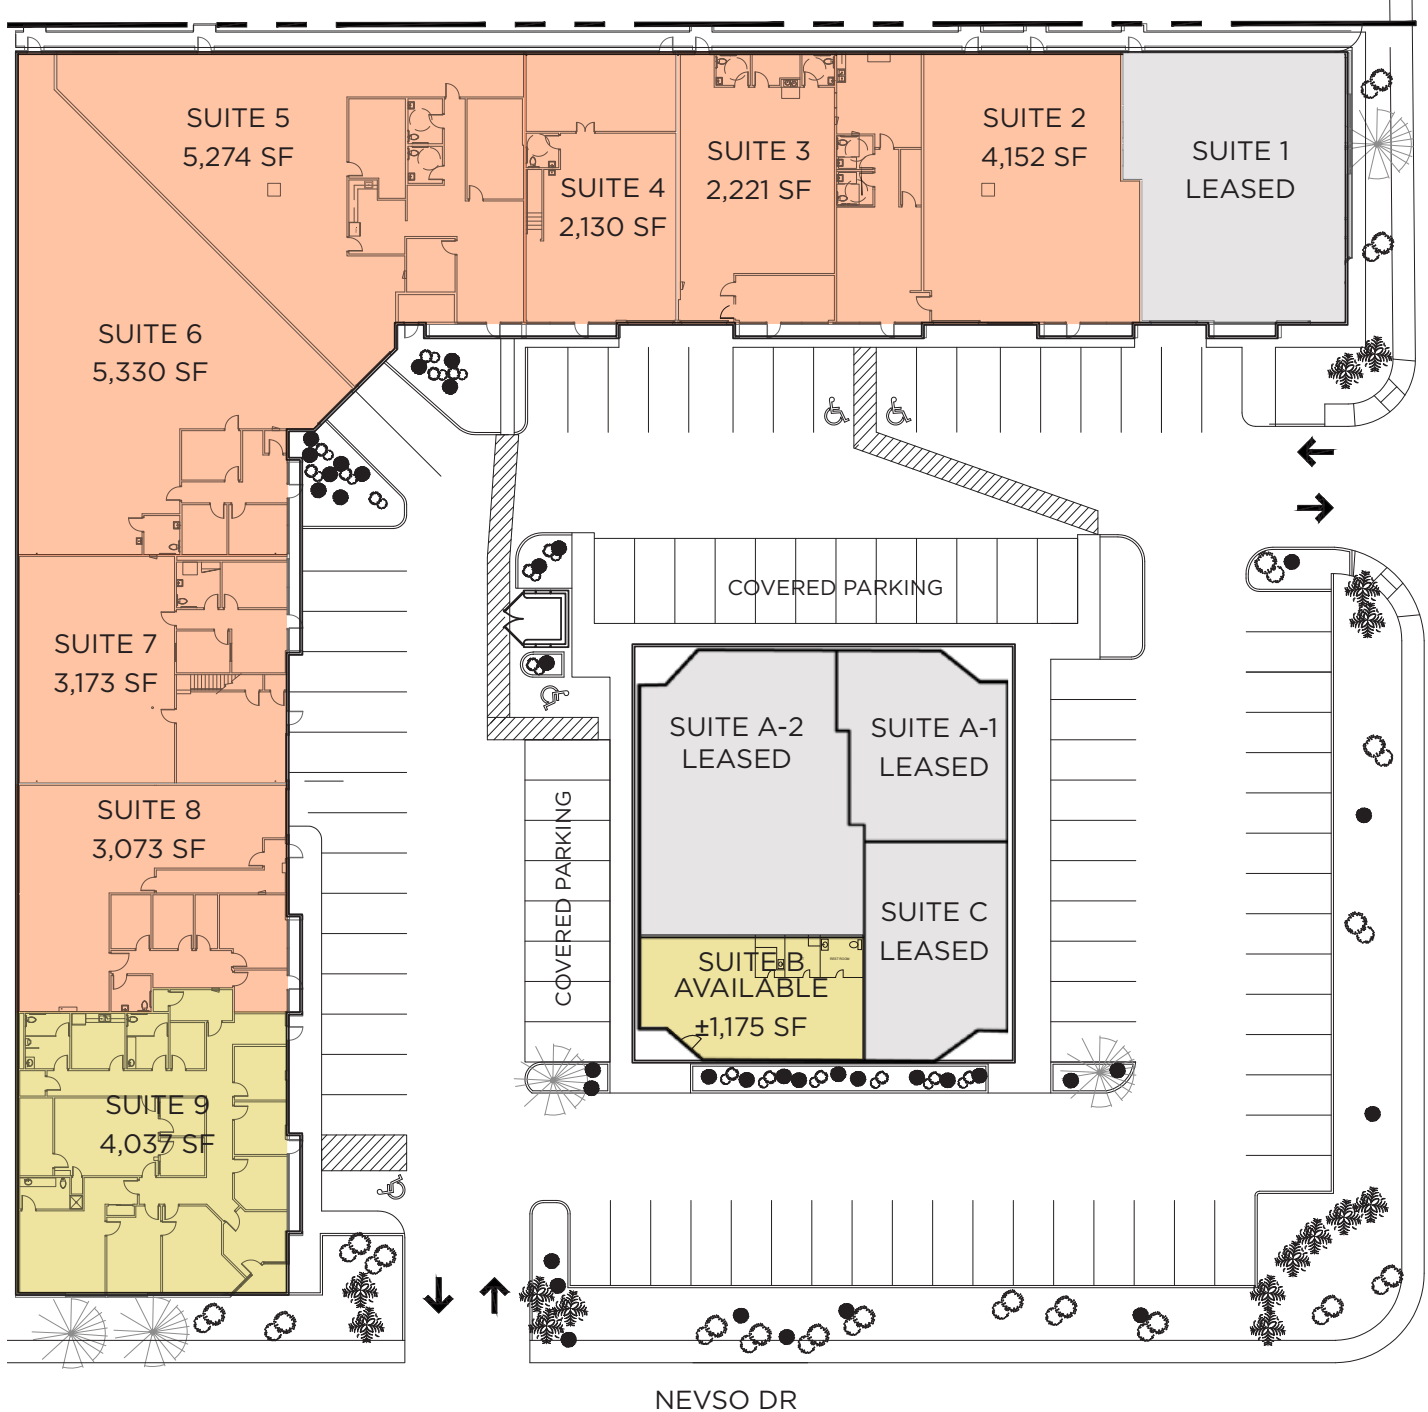 SUITE 5
5,274 SF
SUITE 4
2,130 SF
SUITE 3
2,221 SF
SUITE 2
4,152 SF
SUITE 1
LEASED
SUITE 6
5,330 SF
SUITE 7
3,173 SF
SUITE 8
3,073 SF
SUITE 9
4,037 SF
COVERED PARKING
COVERED PARKING
SUITE A-2
LEASED
SUITE A-1
LEASED
SUITE C
LEASED
SUITE B
AVAILABLE
±1,175 SF
RESTROOM
NEVSO DR